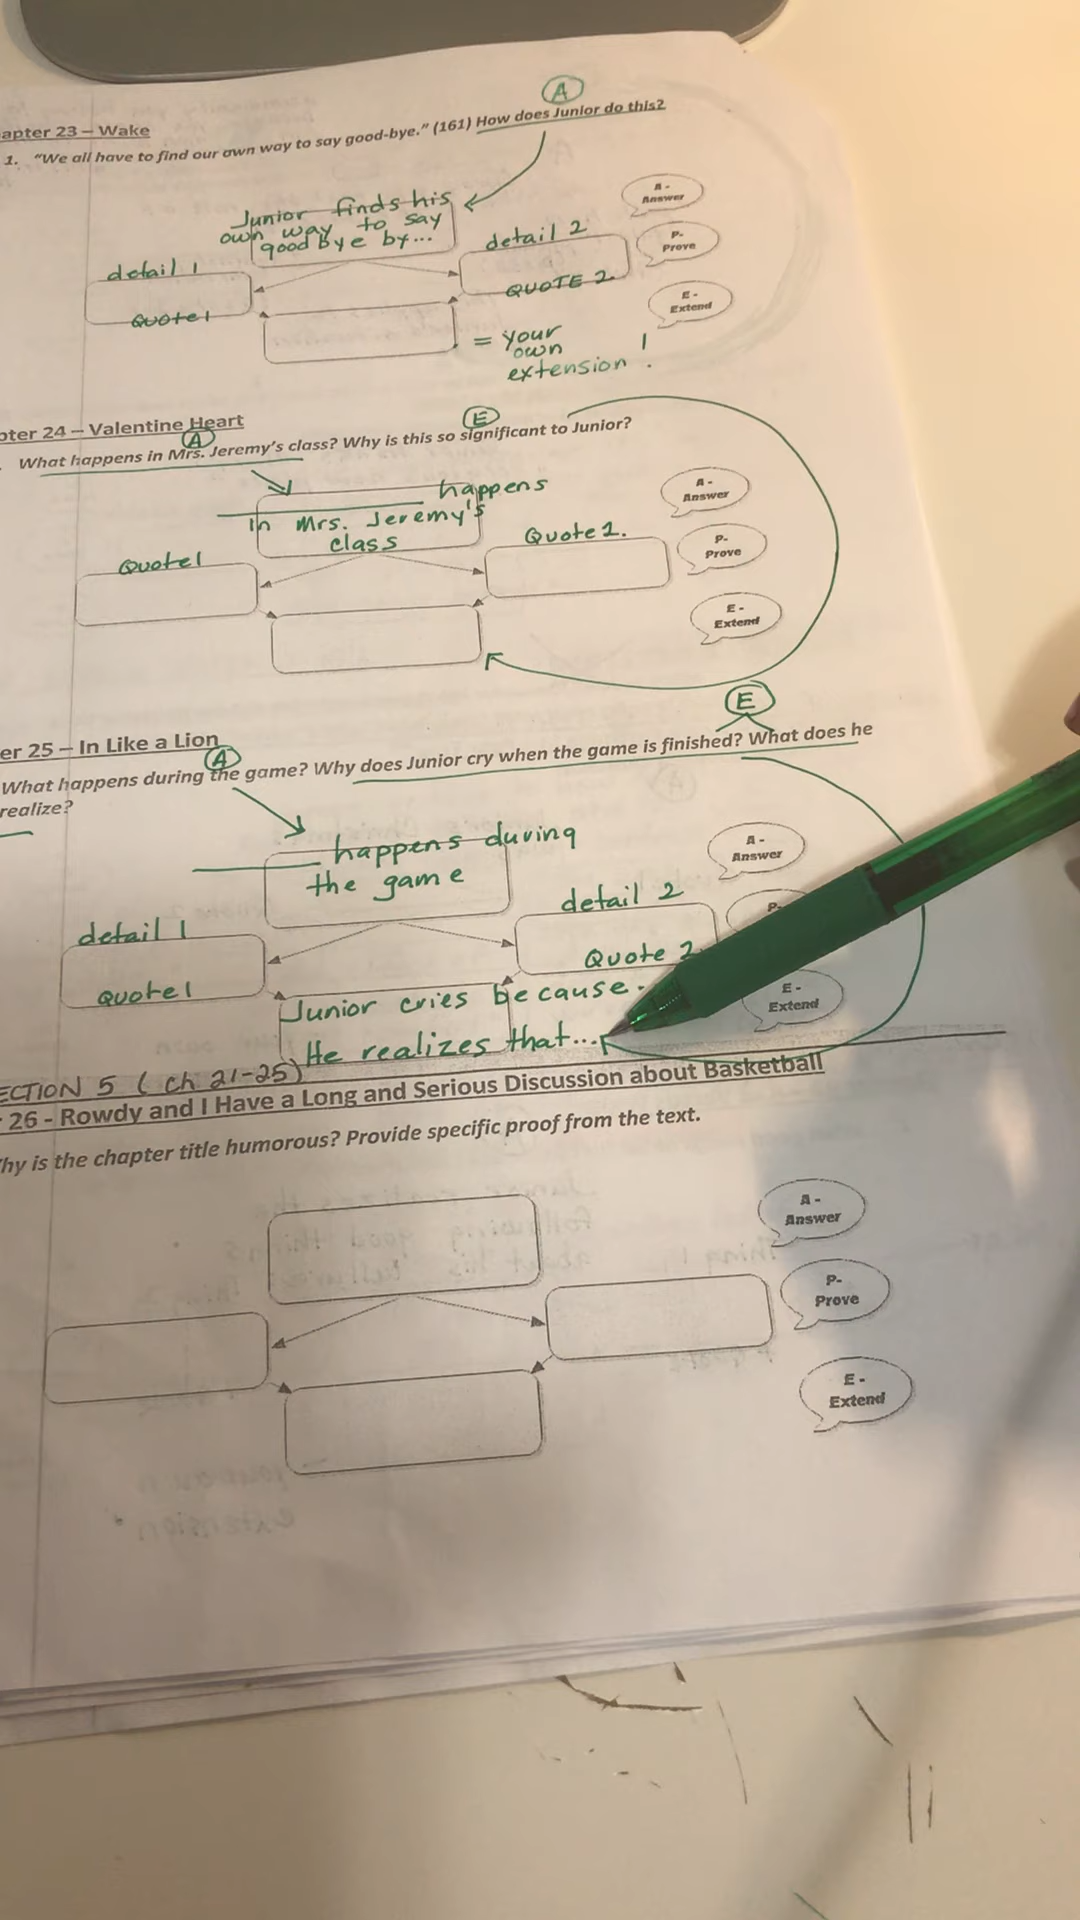 apter 23 – Wake
A
1. "We all have to find our own way to say good-bye." (161) How does Junior do this?
Junior finds his
own way to say
goodbye by...
detail 1
Quote 1
detail 2
QUOTE 2
A -
Answer
P-
Prove
E -
Extend
= Your
own
extension !
pter 24 – Valentine Heart
A
E
What happens in Mrs. Jeremy's class? Why is this so significant to Junior?
happens
in Mrs. Jeremy's
class
Quote 1
Quote 2.
A -
Answer
P-
Prove
E -
Extend
E
er 25 – In Like a Lion
A
What happens during the game? Why does Junior cry when the game is finished? What does he
realize?
happens during
the game
detail 1
Quote 1
detail 2
Quote 2
A -
Answer
P-
E -
Extend
Junior cries because.
He realizes that...
ECTION 5 ( ch 21-25)
26 - Rowdy and I Have a Long and Serious Discussion about Basketball
hy is the chapter title humorous? Provide specific proof from the text.
A -
Answer
P-
Prove
E -
Extend